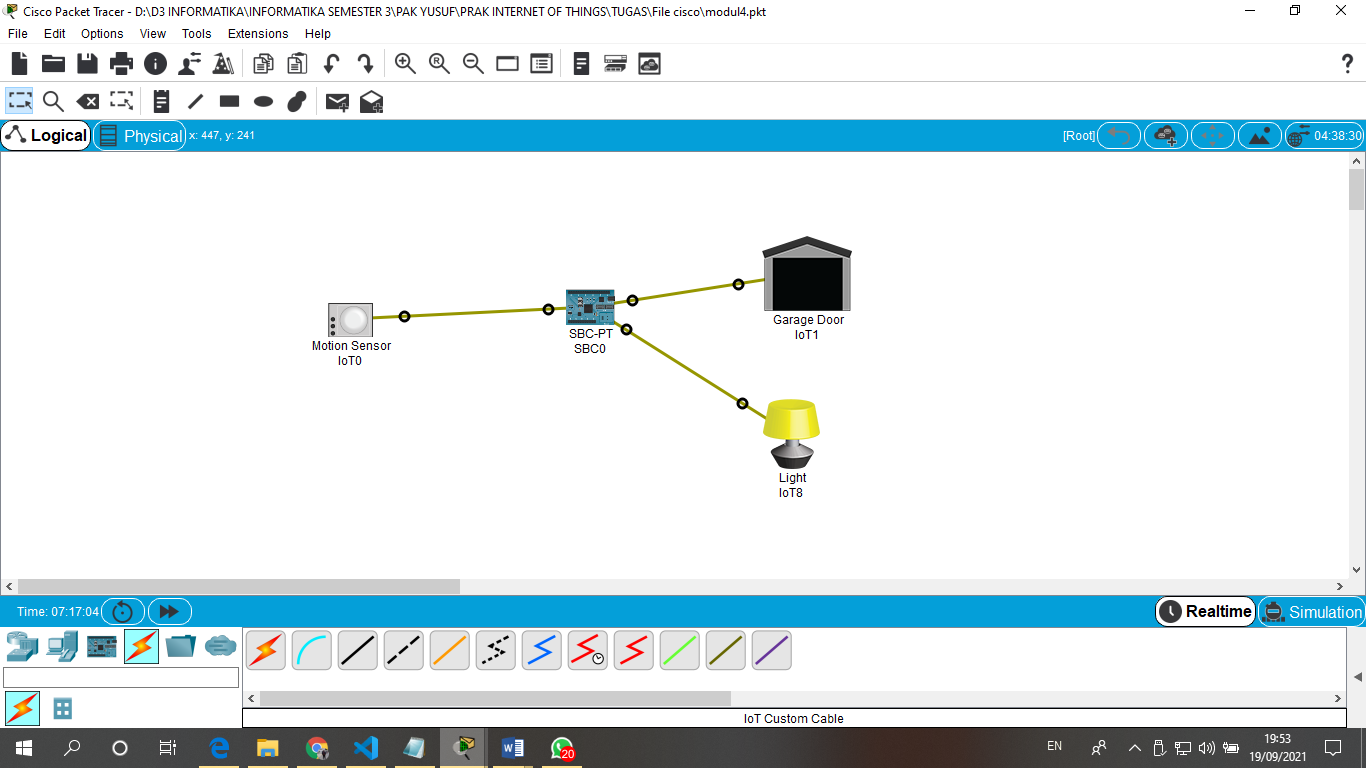 Cisco Packet Tracer - D:\D3 INFORMATIKA\INFORMATIKA SEMESTER 3\PAK YUSUF\PRAK INTERNET OF THINGS\TUGAS\File cisco\modul4.pkt
File Edit Options View Tools Extensions Help
Logical Physical x: 447, y: 241 [Root] 04:38:30
Garage Door
IoT1
SBC-PT
SBC0
Motion Sensor
IoT0
Light
IoT8
Time: 07:17:04 Realtime Simulation
IoT Custom Cable
EN 19:53
20 19/09/2021